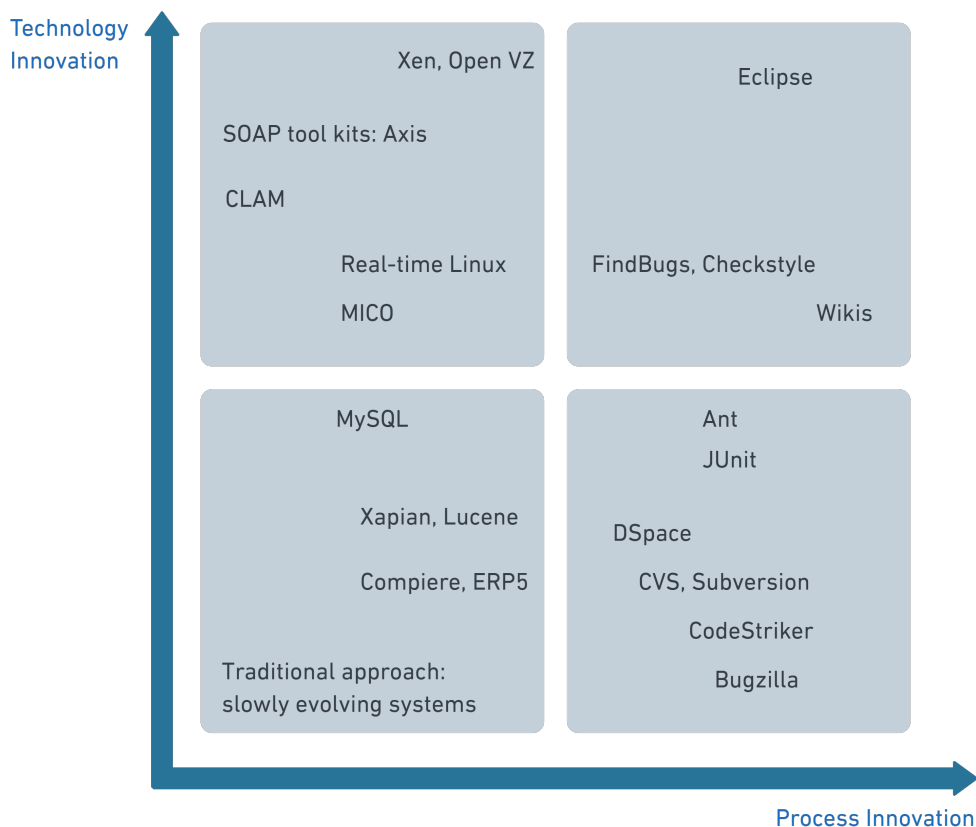 Technology
Innovation
Xen, Open VZ
SOAP tool kits: Axis
CLAM
Real-time Linux
MICO
Eclipse
FindBugs, Checkstyle
Wikis
MySQL
Xapian, Lucene
Compiere, ERP5
Traditional approach:
slowly evolving systems
Ant
JUnit
DSpace
CVS, Subversion
CodeStriker
Bugzilla
Process Innovation